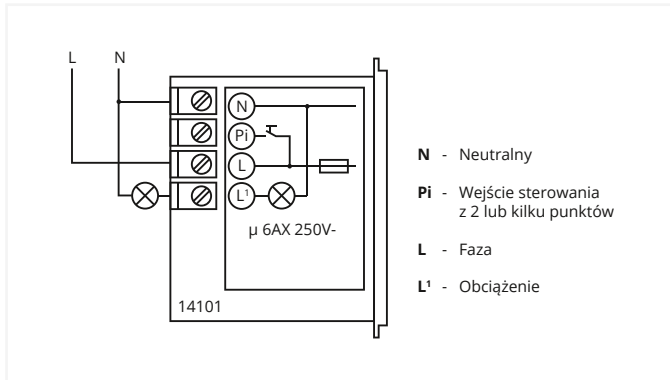 L N
N
Pi
L
L¹
µ 6AX 250V-
14101
N - Neutralny
Pi - Wejście sterowania
z 2 lub kilku punktów
L - Faza
L¹ - Obciążenie